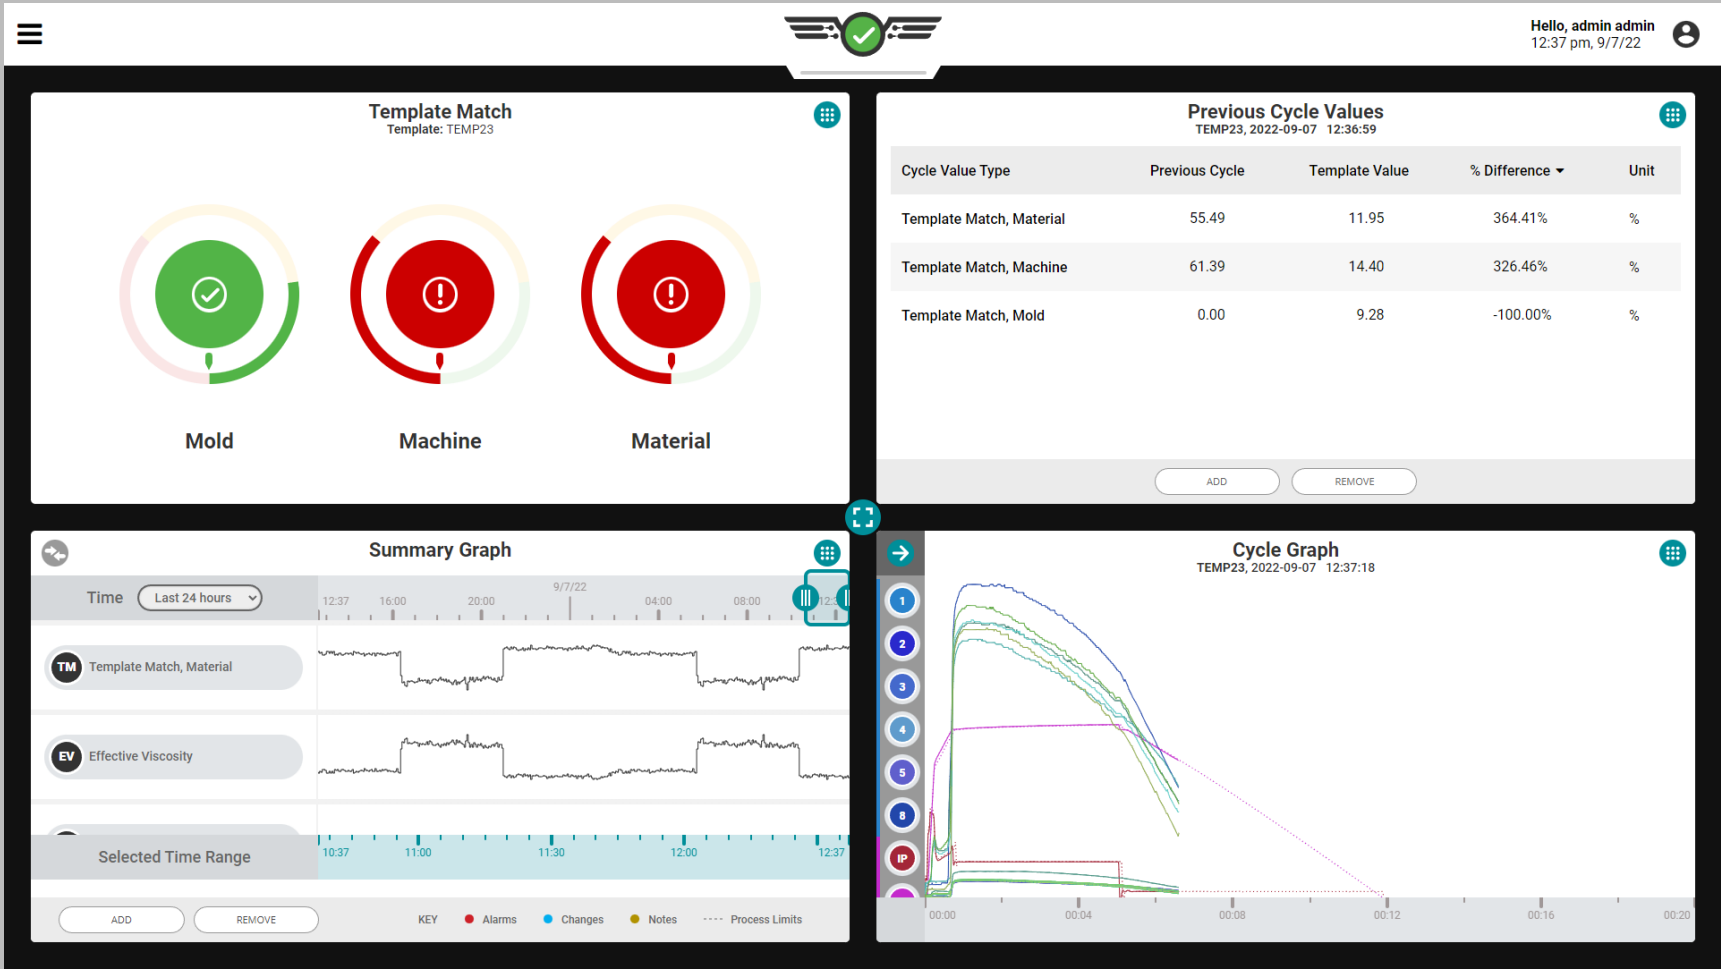 Hello, admin admin
12:37 pm, 9/7/22
Template Match
Template: TEMP23
Mold
Machine
Material
Previous Cycle Values
TEMP23, 2022-09-07 12:36:59
Cycle Value Type Previous Cycle Template Value % Difference Unit
Template Match, Material 55.49 11.95 364.41% %
Template Match, Machine 61.39 14.40 326.46% %
Template Match, Mold 0.00 9.28 -100.00% %
ADD REMOVE
Summary Graph
Time Last 24 hours
9/7/22
12:37 16:00 20:00 04:00 08:00
TM Template Match, Material
EV Effective Viscosity
Selected Time Range
10:37 11:00 11:30 12:00 12:37
ADD REMOVE
KEY Alarms Changes Notes Process Limits
Cycle Graph
TEMP23, 2022-09-07 12:37:18
1
2
3
4
5
8
IP
00:00 00:04 00:08 00:12 00:16 00:20